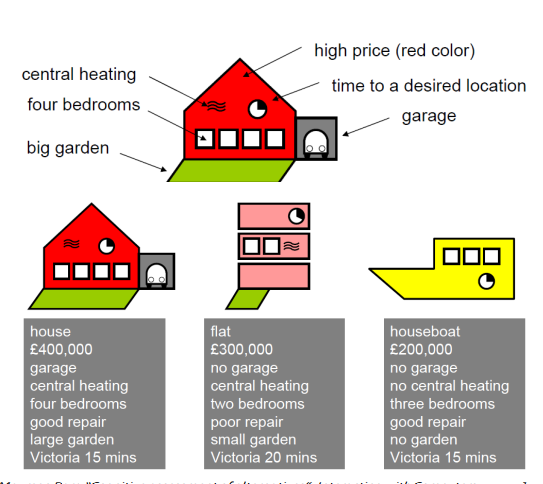 high price (red color)
central heating
time to a desired location
four bedrooms
garage
big garden
house
£400,000
garage
central heating
four bedrooms
good repair
large garden
Victoria 15 mins
flat
£300,000
no garage
central heating
two bedrooms
poor repair
small garden
Victoria 20 mins
houseboat
£200,000
no garage
no central heating
three bedrooms
good repair
no garden
Victoria 15 mins